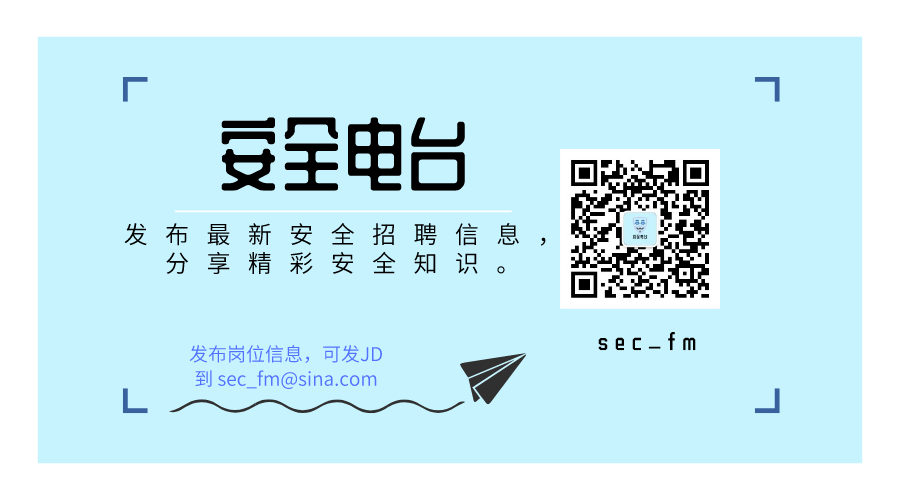 安全电台
发布最新安全招聘信息，
分享精彩安全知识。
sec_fm
发布岗位信息，可发JD
到 sec_fm@sina.com